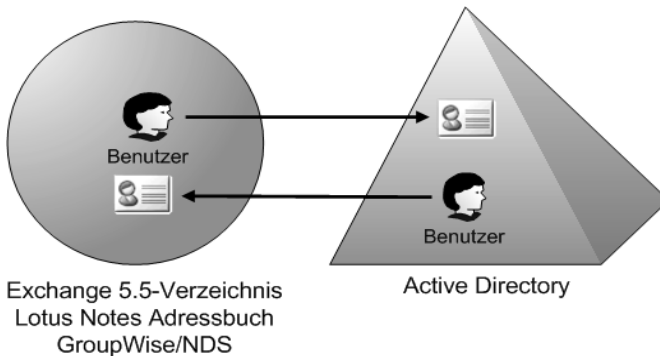 Benutzer
Benutzer
Exchange 5.5-Verzeichnis
Lotus Notes Adressbuch
GroupWise/NDS
Active Directory